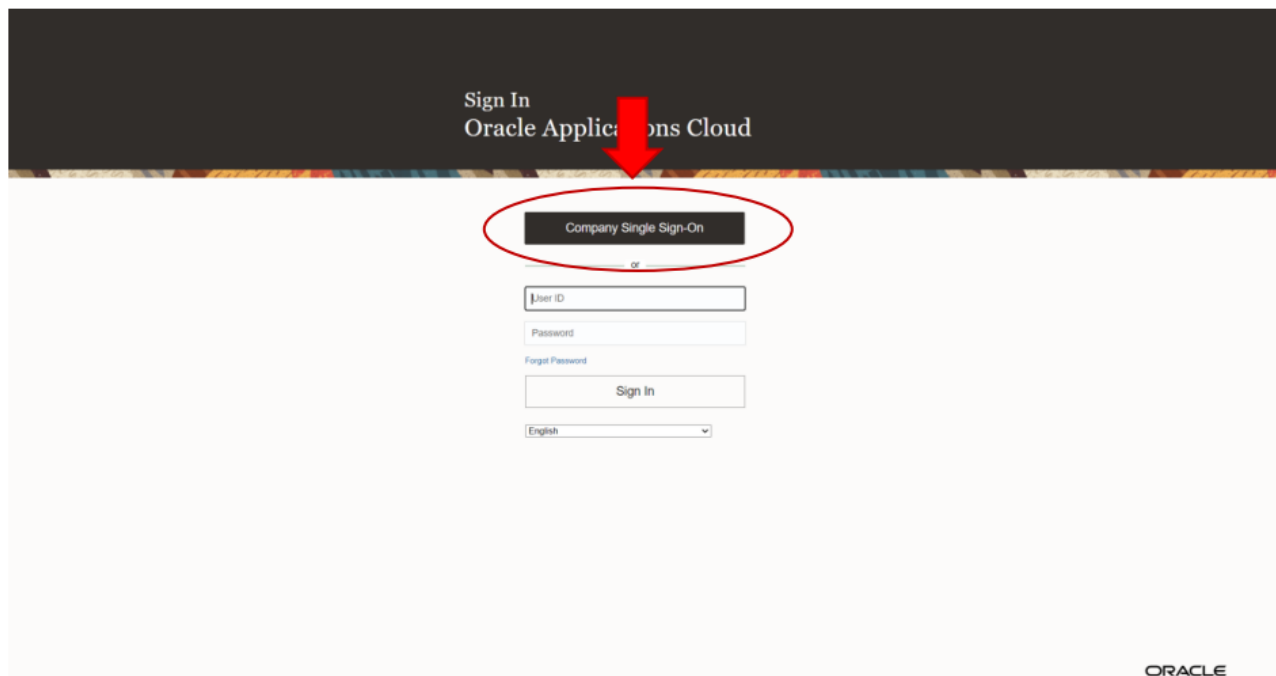 Sign In
Oracle Applic ons Cloud
Company Single Sign-On
or
User ID
Password
Forgot Password
Sign In
English
ORACLE